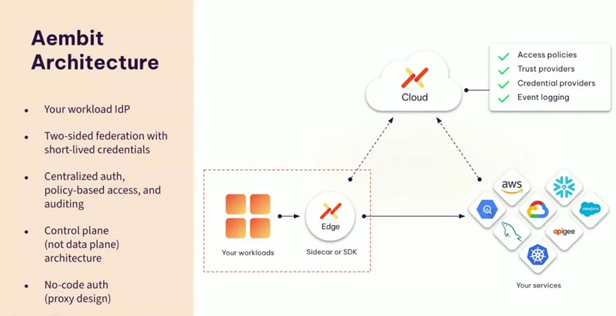 Aembit
Architecture
• Your workload IdP
• Two-sided federation with
short-lived credentials
• Centralized auth,
policy-based access, and
auditing
• Control plane
(not data plane)
architecture
• No-code auth
(proxy design)
Cloud
Access policies
Trust providers
Credential providers
Event logging
Your workloads
Edge
Sidecar or SDK
aws
apigee
Your services